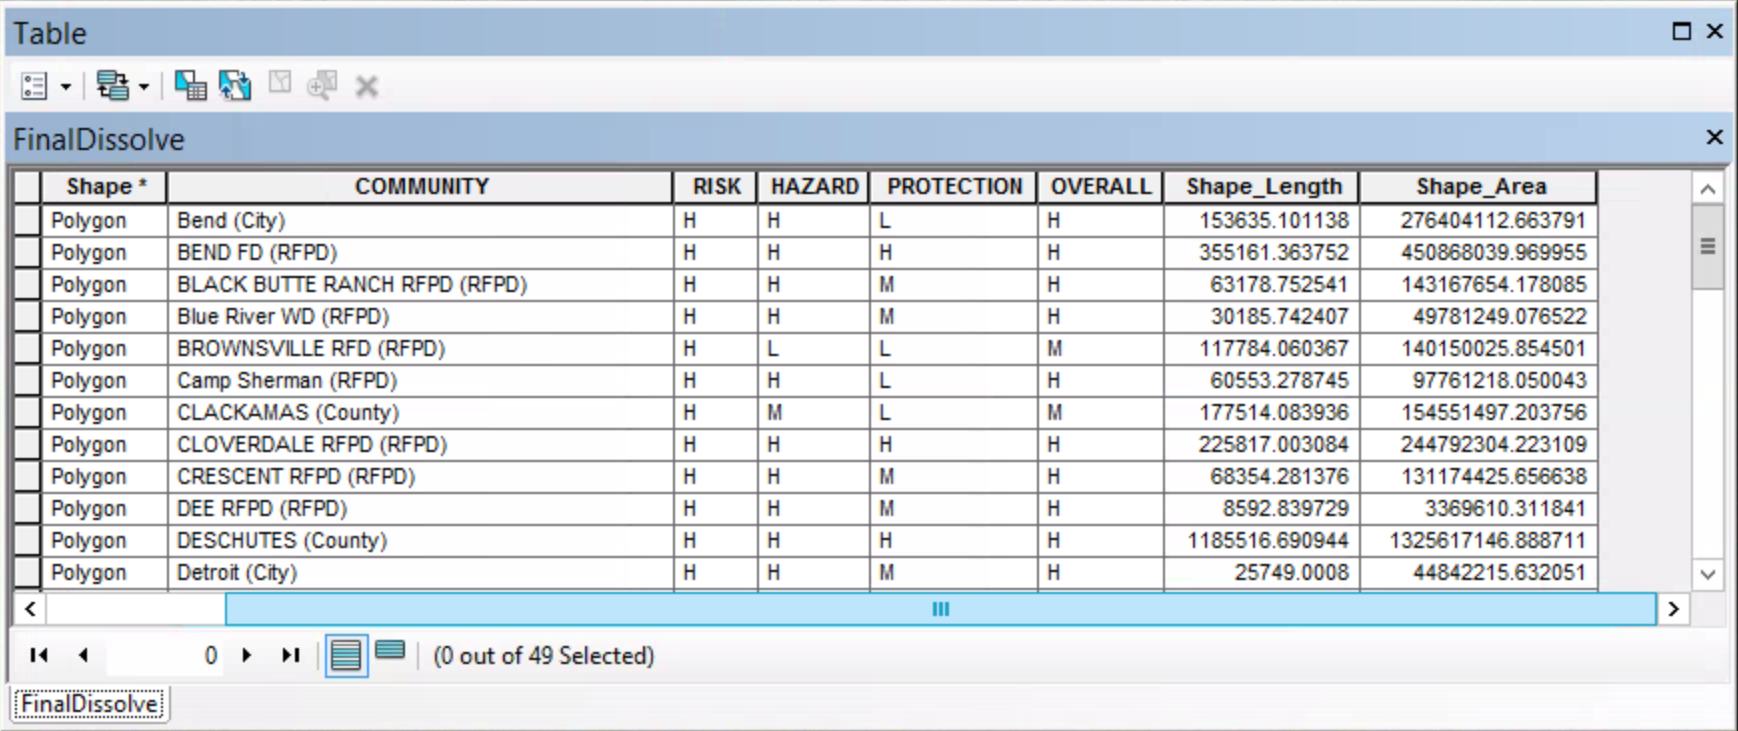 Table
FinalDissolve
Shape * COMMUNITY RISK HAZARD PROTECTION OVERALL Shape_Length Shape_Area
Polygon Bend (City) H H L H 153635.101138 276404112.663791
Polygon BEND FD (RFPD) H H H H 355161.363752 450868039.969955
Polygon BLACK BUTTE RANCH RFPD (RFPD) H H M H 63178.752541 143167654.178085
Polygon Blue River WD (RFPD) H H M H 30185.742407 49781249.076522
Polygon BROWNSVILLE RFD (RFPD) H L L M 117784.060367 140150025.854501
Polygon Camp Sherman (RFPD) H H L H 60553.278745 97761218.050043
Polygon CLACKAMAS (County) H M L M 177514.083936 154551497.203756
Polygon CLOVERDALE RFPD (RFPD) H H H H 225817.003084 244792304.223109
Polygon CRESCENT RFPD (RFPD) H H M H 68354.281376 131174425.656638
Polygon DEE RFPD (RFPD) H H M H 8592.839729 3369610.311841
Polygon DESCHUTES (County) H H H H 1185516.690944 1325617146.888711
Polygon Detroit (City) H H M H 25749.0008 44842215.632051
0 (0 out of 49 Selected)
FinalDissolve